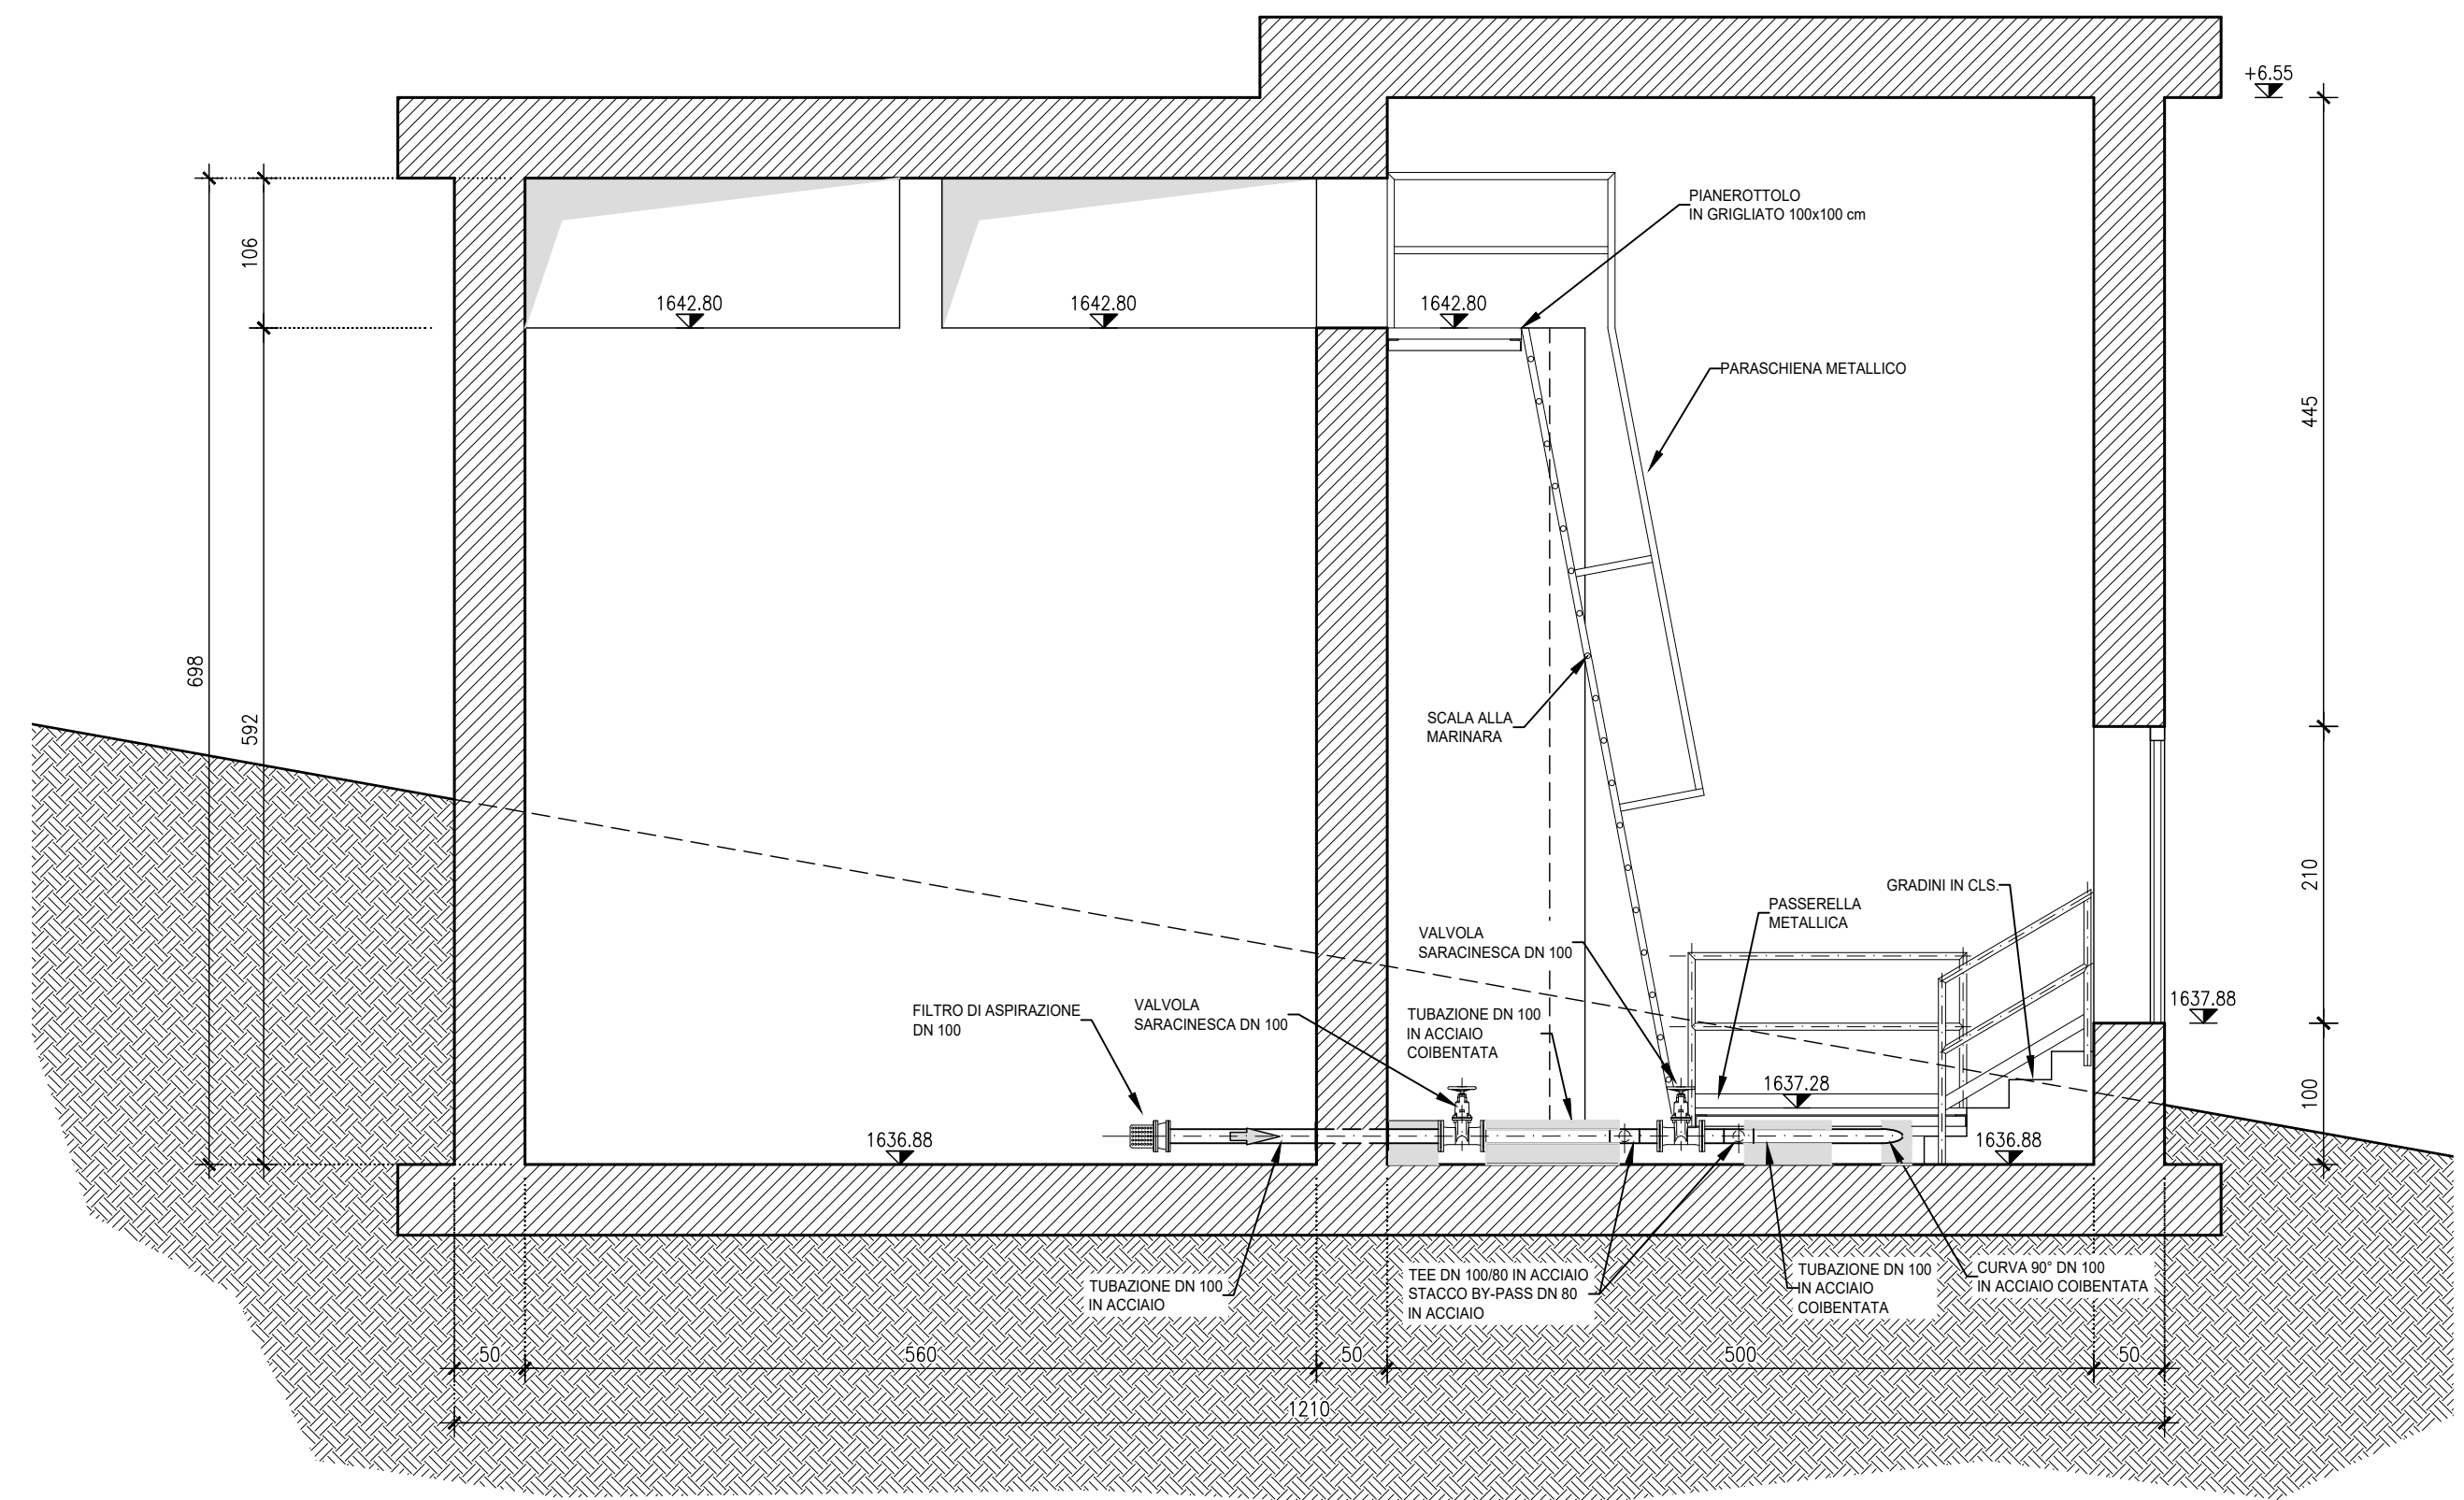 +6.55
PIANEROTTOLO
IN GRIGLIATO 100x100 cm
106
1642.80
1642.80
1642.80
PARASCHIENA METALLICO
445
698
592
SCALA ALLA
MARINARA
210
GRADINI IN CLS.
PASSERELLA
METALLICA
VALVOLA
SARACINESCA DN 100
FILTRO DI ASPIRAZIONE
DN 100
VALVOLA
SARACINESCA DN 100
TUBAZIONE DN 100
IN ACCIAIO
COIBENTATA
1637.88
1637.28
100
1636.88
1636.88
TUBAZIONE DN 100
IN ACCIAIO
TEE DN 100/80 IN ACCIAIO
STACCO BY-PASS DN 80
IN ACCIAIO
TUBAZIONE DN 100
IN ACCIAIO
COIBENTATA
CURVA 90° DN 100
IN ACCIAIO COIBENTATA
50
560
50
500
50
1210